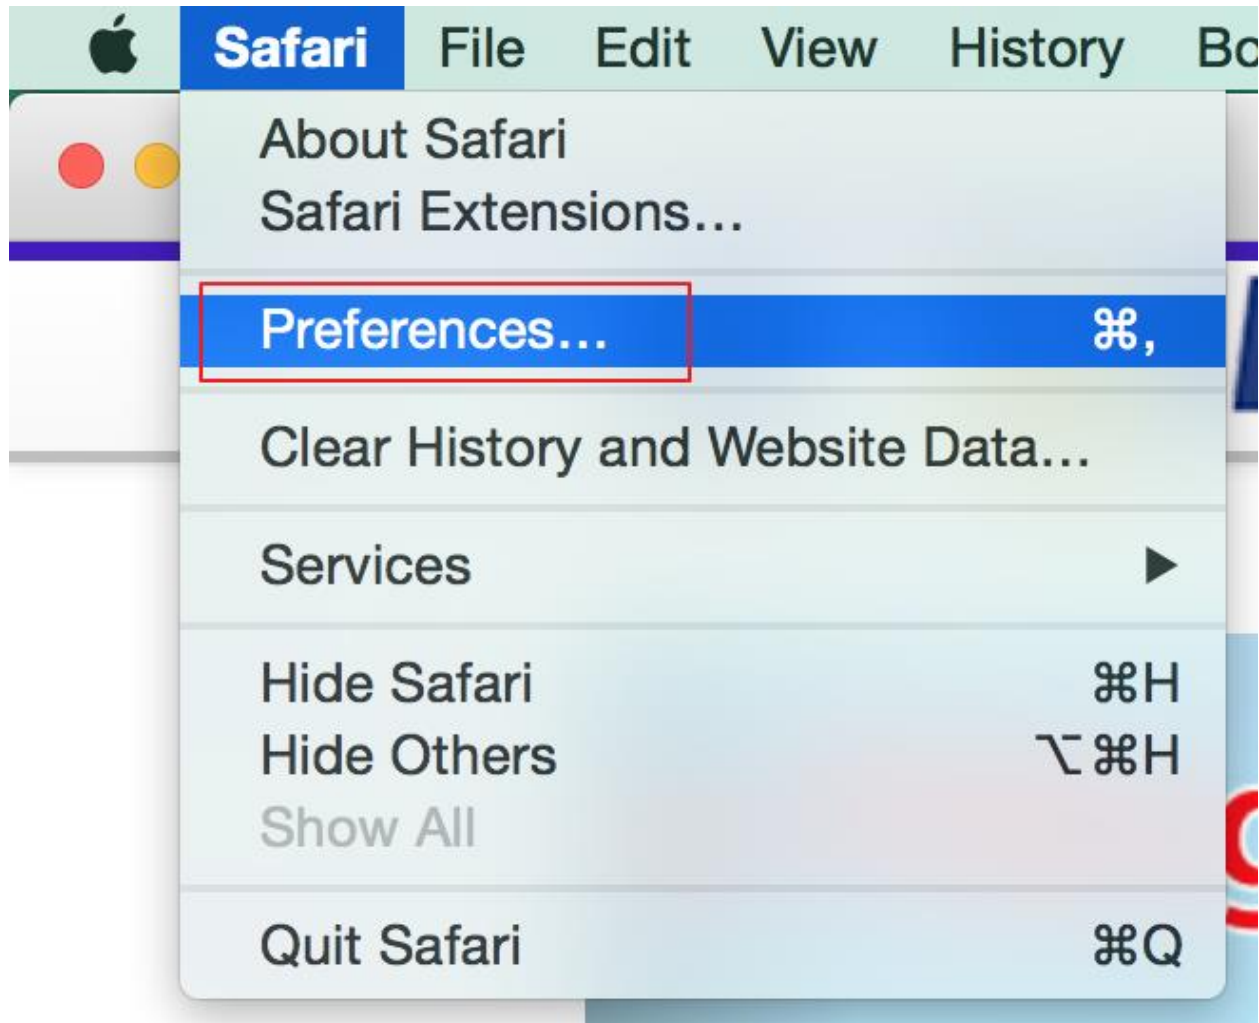 Safari File Edit View History Bo
About Safari
Safari Extensions...
Preferences... ⌘,
Clear History and Website Data...
Services ▶
Hide Safari ⌘H
Hide Others ⌥⌘H
Show All
Quit Safari ⌘Q